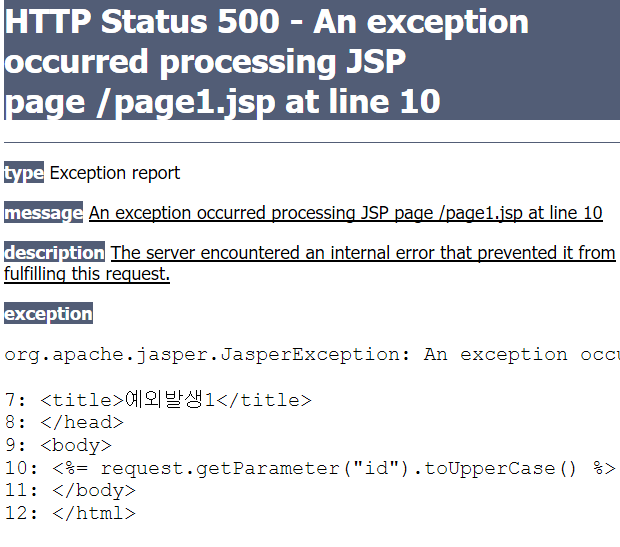 HTTP Status 500 - An exception
occurred processing JSP
page /page1.jsp at line 10
type Exception report
message An exception occurred processing JSP page /page1.jsp at line 10
description The server encountered an internal error that prevented it from
fulfilling this request.
exception
org.apache.jasper.JasperException: An exception
7: <title>예외발생1</title>
8: </head>
9: <body>
10: <%= request.getParameter("id").toUpperCase() %>
11: </body>
12: </html>